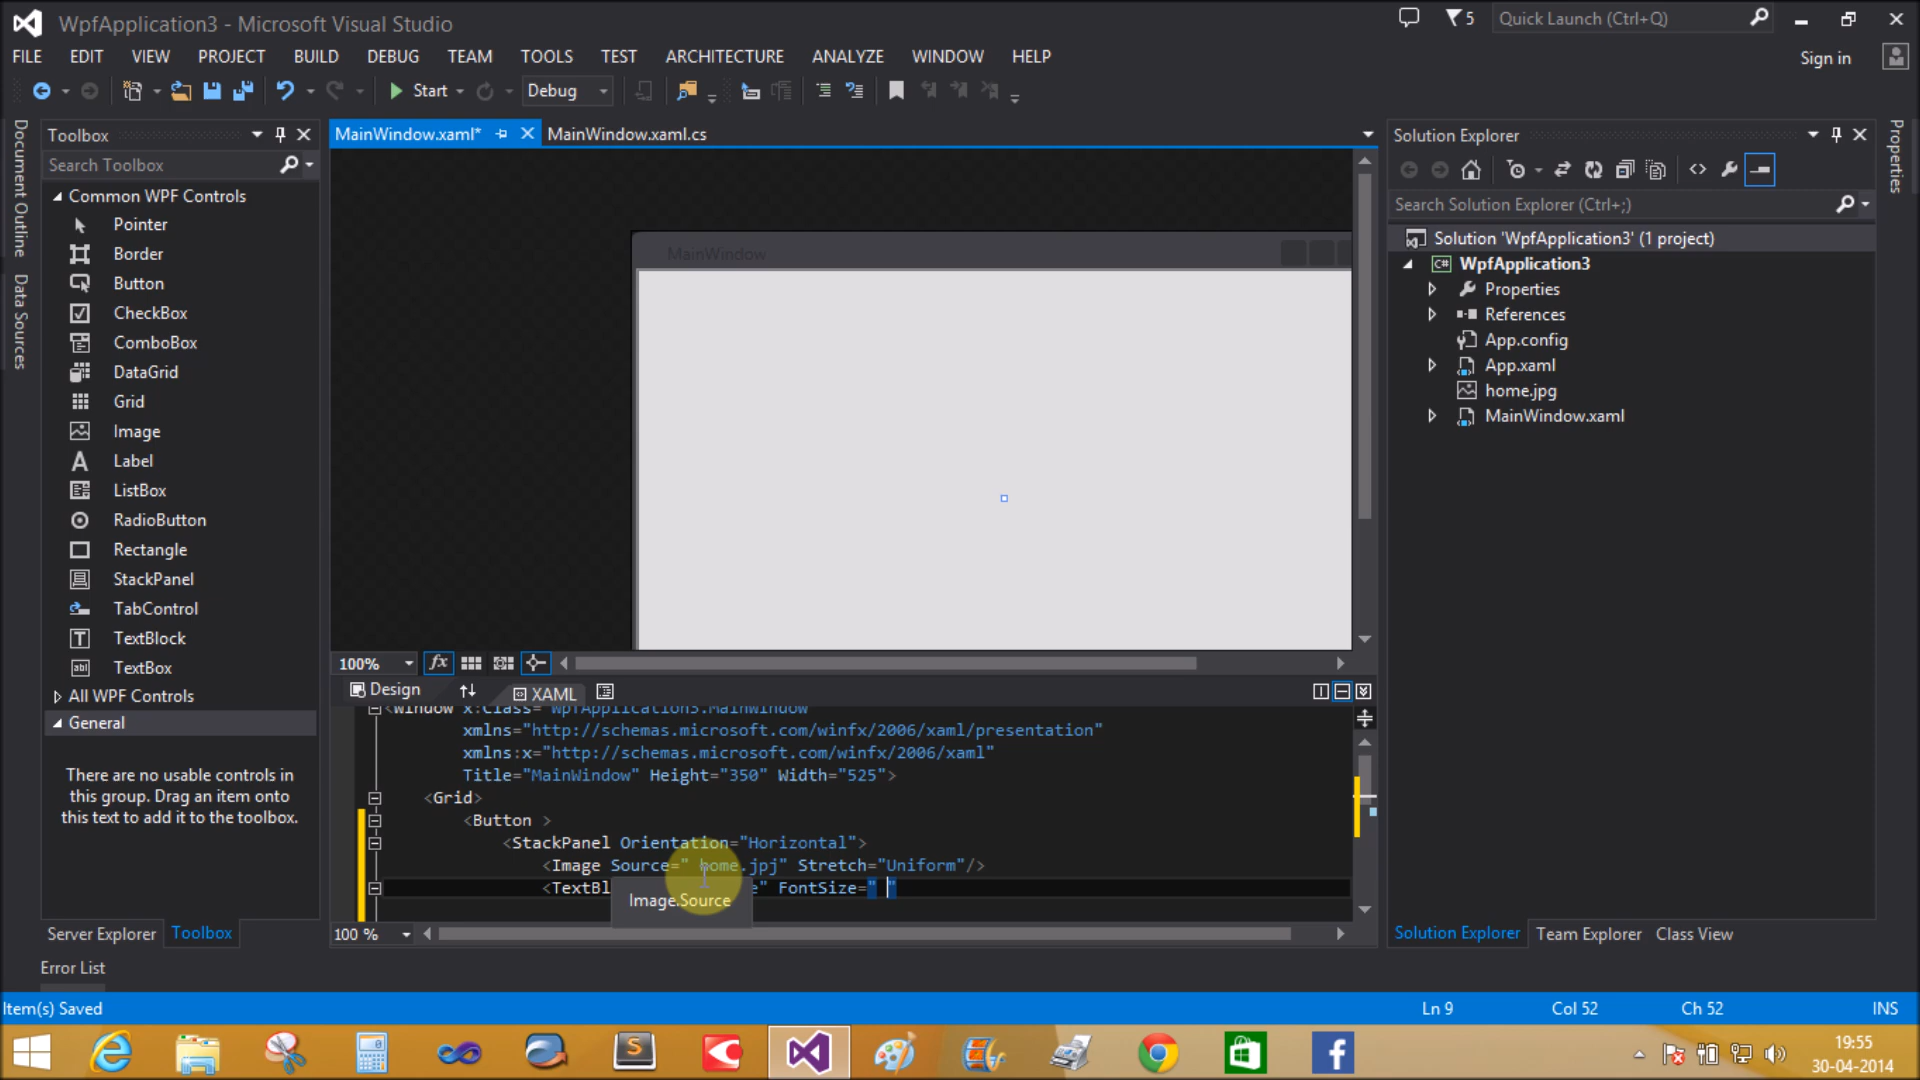 WpfApplication3 - Microsoft Visual Studio
5
Quick Launch (Ctrl+Q)
FILE EDIT VIEW PROJECT BUILD DEBUG TEAM TOOLS TEST ARCHITECTURE ANALYZE WINDOW HELP
Sign in
Start
Debug
Document Outline
Data Sources
Toolbox
Search Toolbox
Common WPF Controls
Pointer
Border
Button
CheckBox
ComboBox
DataGrid
Grid
Image
Label
ListBox
RadioButton
Rectangle
StackPanel
TabControl
TextBlock
TextBox
All WPF Controls
General
There are no usable controls in
this group. Drag an item onto
this text to add it to the toolbox.
Server Explorer
Toolbox
Error List
MainWindow.xaml*
MainWindow.xaml.cs
MainWindow
100%
fx
Design
XAML
<Window x:Class="WpfApplication3.MainWindow"
xmlns="http://schemas.microsoft.com/winfx/2006/xaml/presentation"
xmlns:x="http://schemas.microsoft.com/winfx/2006/xaml"
Title="MainWindow" Height="350" Width="525">
<Grid>
<Button >
<StackPanel Orientation="Horizontal">
<Image Source=" home.jpj" Stretch="Uniform"/>
<TextBl e" FontSize=" "
Image.Source
100 %
Solution Explorer
Search Solution Explorer (Ctrl+;)
Solution 'WpfApplication3' (1 project)
C# WpfApplication3
Properties
References
App.config
App.xaml
home.jpg
MainWindow.xaml
Solution Explorer
Team Explorer
Class View
Properties
Item(s) Saved
Ln 9
Col 52
Ch 52
INS
19:55
30-04-2014